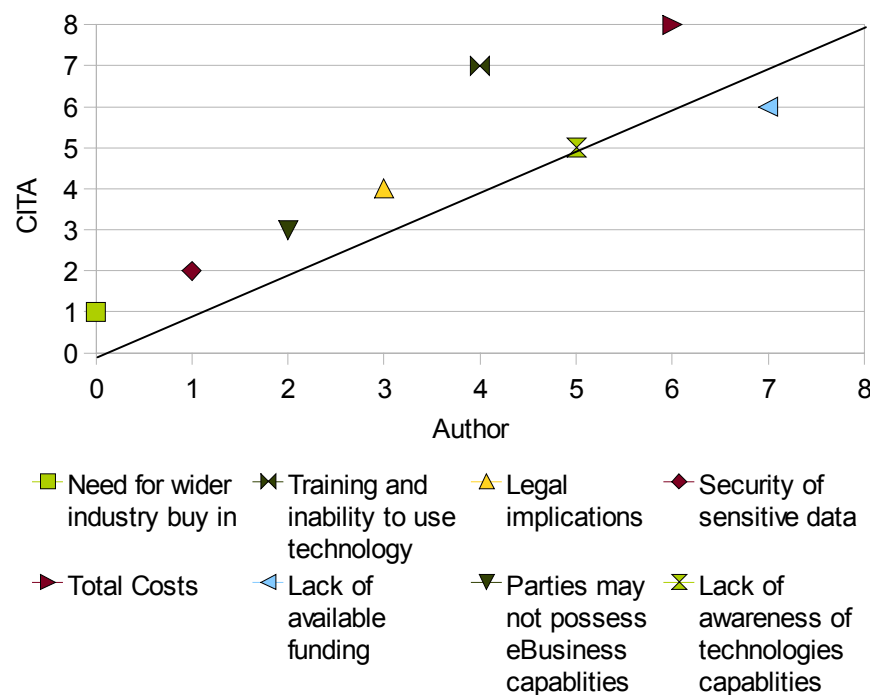 8
7
6
5
4
3
2
1
0
CITA
0 1 2 3 4 5 6 7 8
Author
Need for wider
industry buy in
Training and
inability to use
technology
Legal
implications
Security of
sensitive data
Total Costs
Lack of
available
funding
Parties may
not possess
eBusiness
capablities
Lack of
awareness of
technologies
capablities